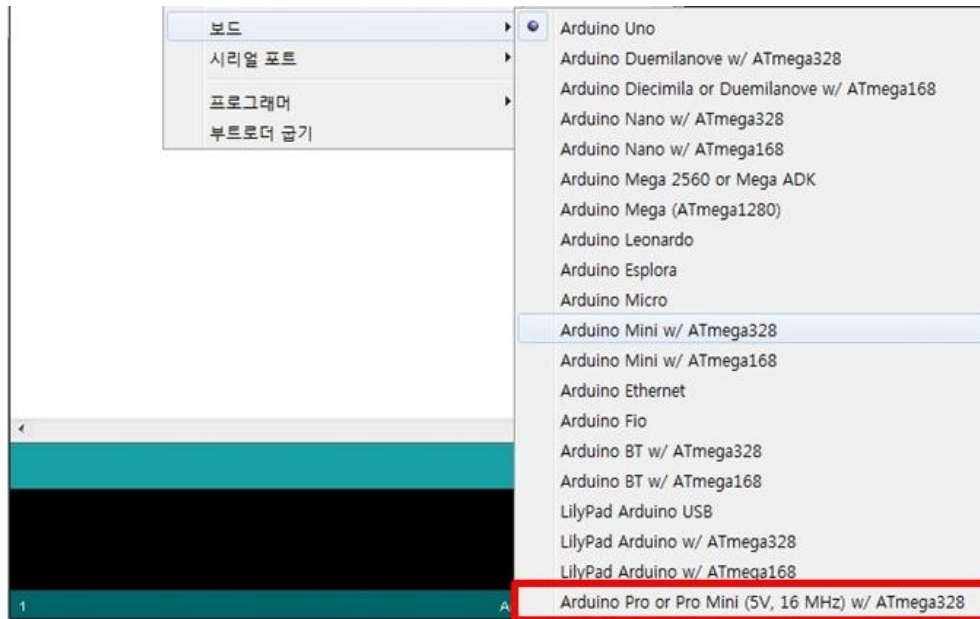 보드
시리얼 포트
프로그래머
부트로더 굽기
Arduino Uno
Arduino Duemilanove w/ ATmega328
Arduino Diecimila or Duemilanove w/ ATmega168
Arduino Nano w/ ATmega328
Arduino Nano w/ ATmega168
Arduino Mega 2560 or Mega ADK
Arduino Mega (ATmega1280)
Arduino Leonardo
Arduino Esplora
Arduino Micro
Arduino Mini w/ ATmega328
Arduino Mini w/ ATmega168
Arduino Ethernet
Arduino Fio
Arduino BT w/ ATmega328
Arduino BT w/ ATmega168
LilyPad Arduino USB
LilyPad Arduino w/ ATmega328
LilyPad Arduino w/ ATmega168
Arduino Pro or Pro Mini (5V, 16 MHz) w/ ATmega328
1